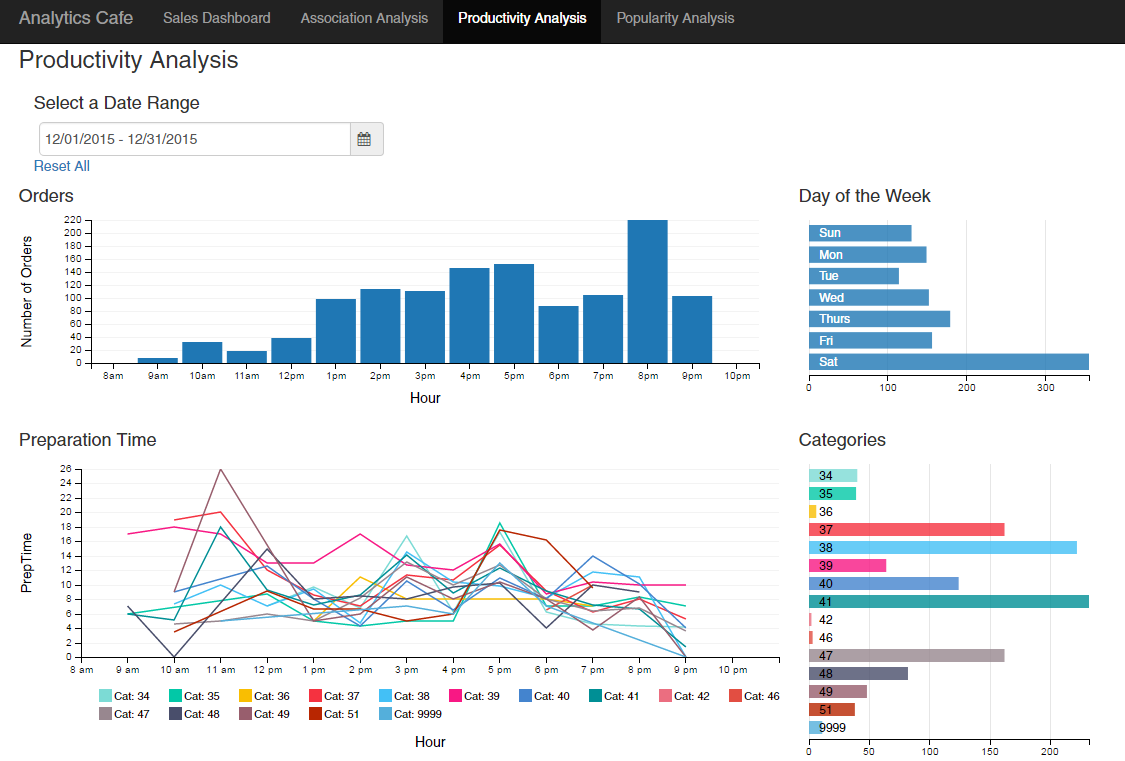 Analytics Cafe Sales Dashboard Association Analysis Productivity Analysis Popularity Analysis
Productivity Analysis
Select a Date Range
12/01/2015 - 12/31/2015
Reset All
Orders
220
200
180
160
140
120
100
80
60
40
20
0
Number of Orders
8am 9am 10am 11am 12pm 1pm 2pm 3pm 4pm 5pm 6pm 7pm 8pm 9pm 10pm
Hour
Day of the Week
Sun
Mon
Tue
Wed
Thurs
Fri
Sat
0 100 200 300
Preparation Time
26
24
22
20
18
16
14
12
10
8
6
4
2
0
PrepTime
8 am 9 am 10 am 11 am 12 pm 1 pm 2 pm 3 pm 4 pm 5 pm 6 pm 7 pm 8 pm 9 pm 10 pm
Cat: 34 Cat: 35 Cat: 36 Cat: 37 Cat: 38 Cat: 39 Cat: 40 Cat: 41 Cat: 42 Cat: 46
Cat: 47 Cat: 48 Cat: 49 Cat: 51 Cat: 9999
Hour
Categories
34
35
36
37
38
39
40
41
42
46
47
48
49
51
9999
0 50 100 150 200